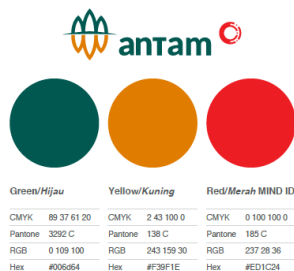 antam
Green/Hijau Yellow/Kuning Red/Merah MIND ID
CMYK 89 37 61 20 CMYK 2 43 100 0 CMYK 0 100 100 0
Pantone 3292 C Pantone 138 C Pantone 185 C
RGB 0 109 100 RGB 243 159 30 RGB 237 28 36
Hex #006d64 Hex #F39F1E Hex #ED1C24